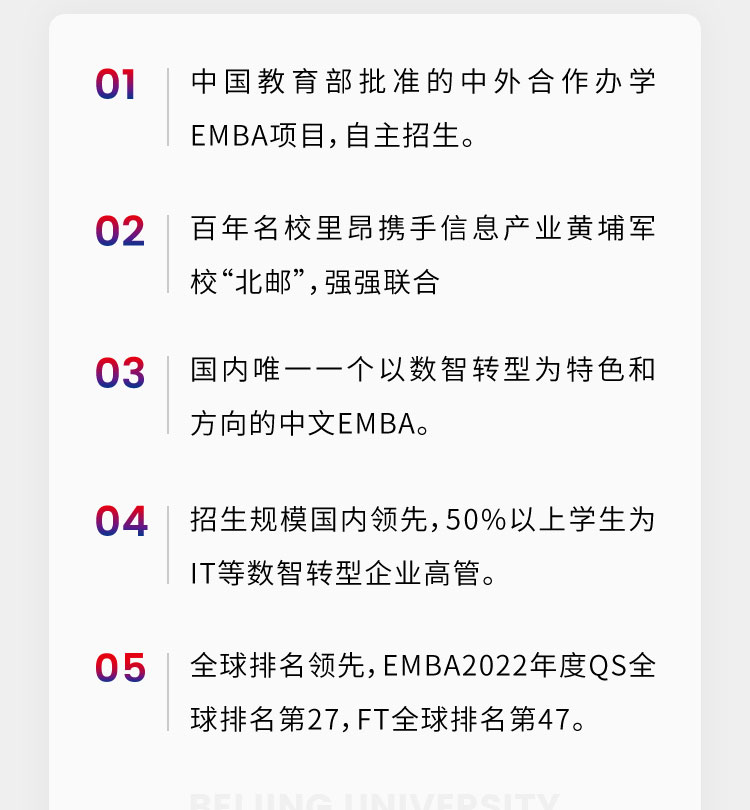 01
中国教育部批准的中外合作办学
EMBA项目，自主招生。
02
百年名校里昂携手信息产业黄埔军
校“北邮”，强强联合
03
国内唯一一个以数智转型为特色和
方向的中文EMBA。
04
招生规模国内领先，50%以上学生为
IT等数智转型企业高管。
05
全球排名领先，EMBA2022年度QS全
球排名第27，FT全球排名第47。
BEIJING UNIVERSITY